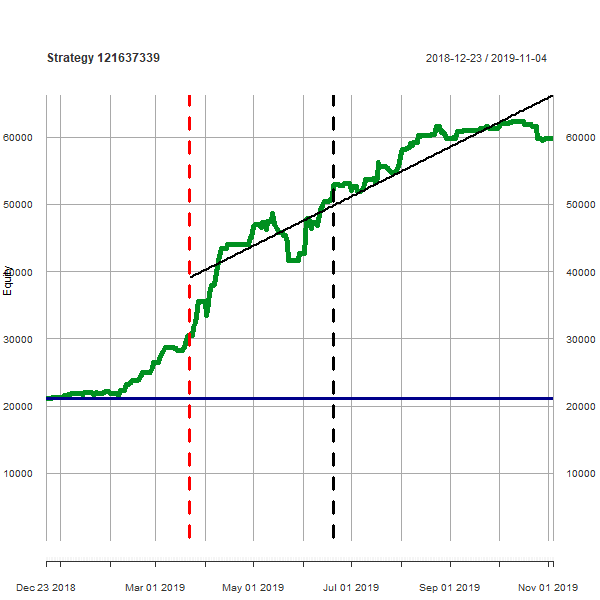 Strategy 121637339
2018-12-23 / 2019-11-04
60000
60000
50000
50000
40000
40000
Equity
30000
30000
20000
20000
10000
10000
Dec 23 2018
Mar 01 2019
May 01 2019
Jul 01 2019
Sep 01 2019
Nov 01 2019